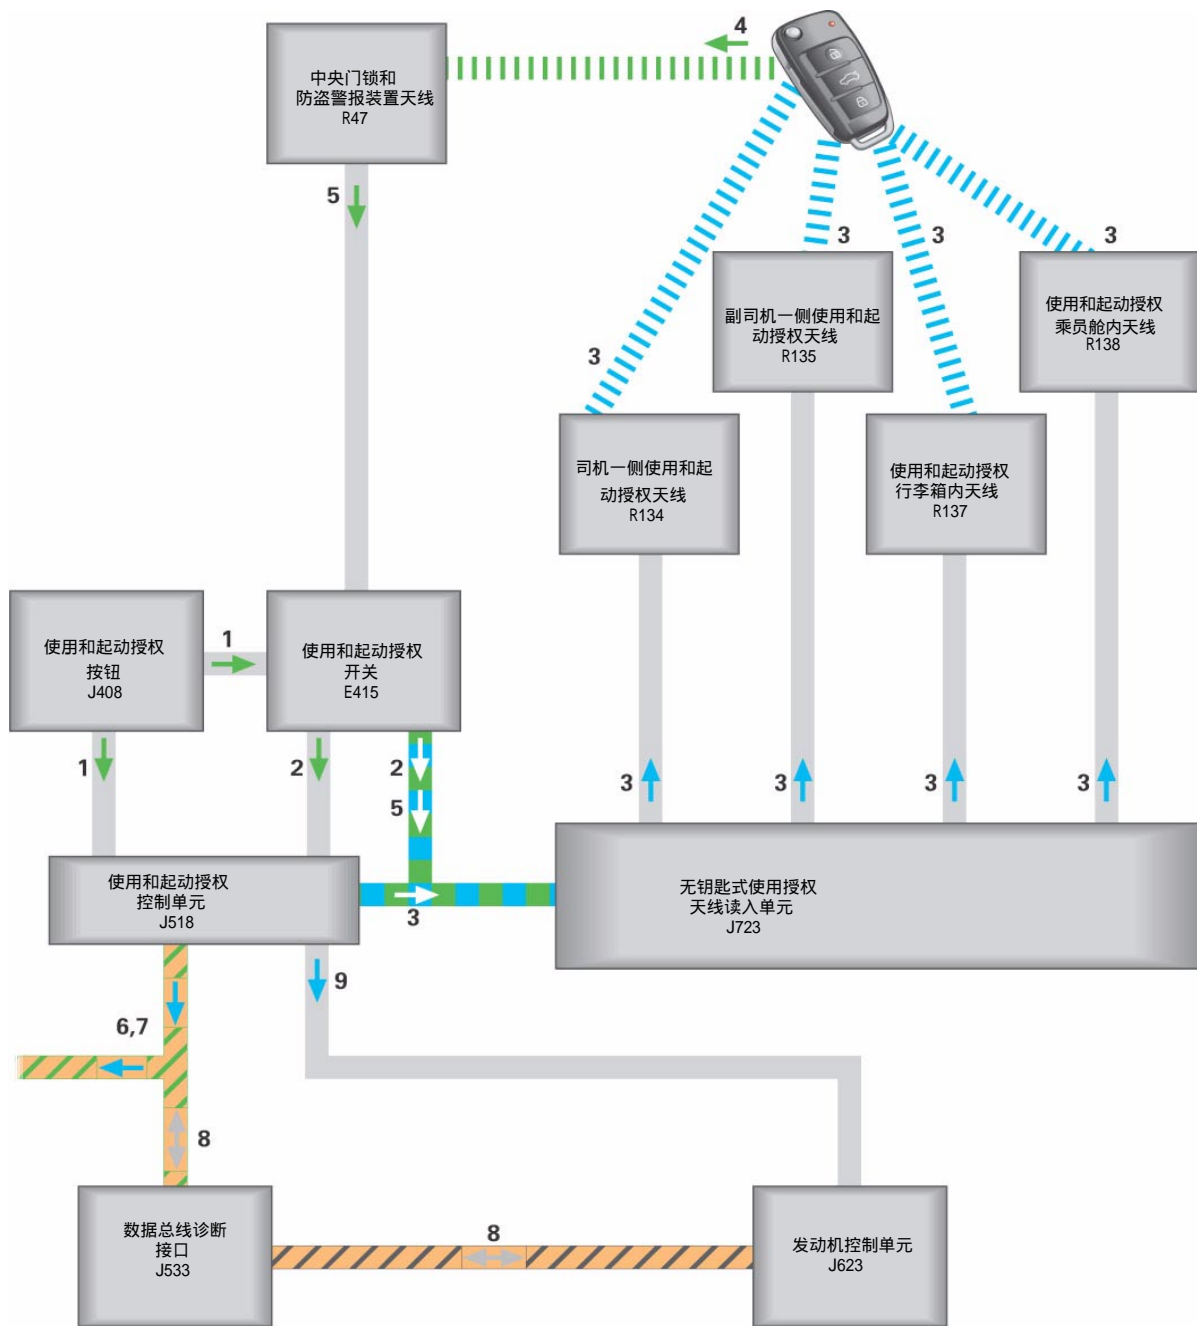 4
中央门锁和
防盗警报装置天线
R47
5
3
3
3
使用和起动授权
乘员舱内天线
R138
副司机一侧使用和起
动授权天线
R135
3
司机一侧使用和起
动授权天线
R134
使用和起动授权
行李箱内天线
R137
使用和起动授权
按钮
J408
1
使用和起动授权
开关
E415
1
2
2
5
3
3
3
3
使用和起动授权
控制单元
J518
3
无钥匙式使用授权
天线读入单元
J723
9
6,7
8
数据总线诊断
接口
J533
8
发动机控制单元
J623